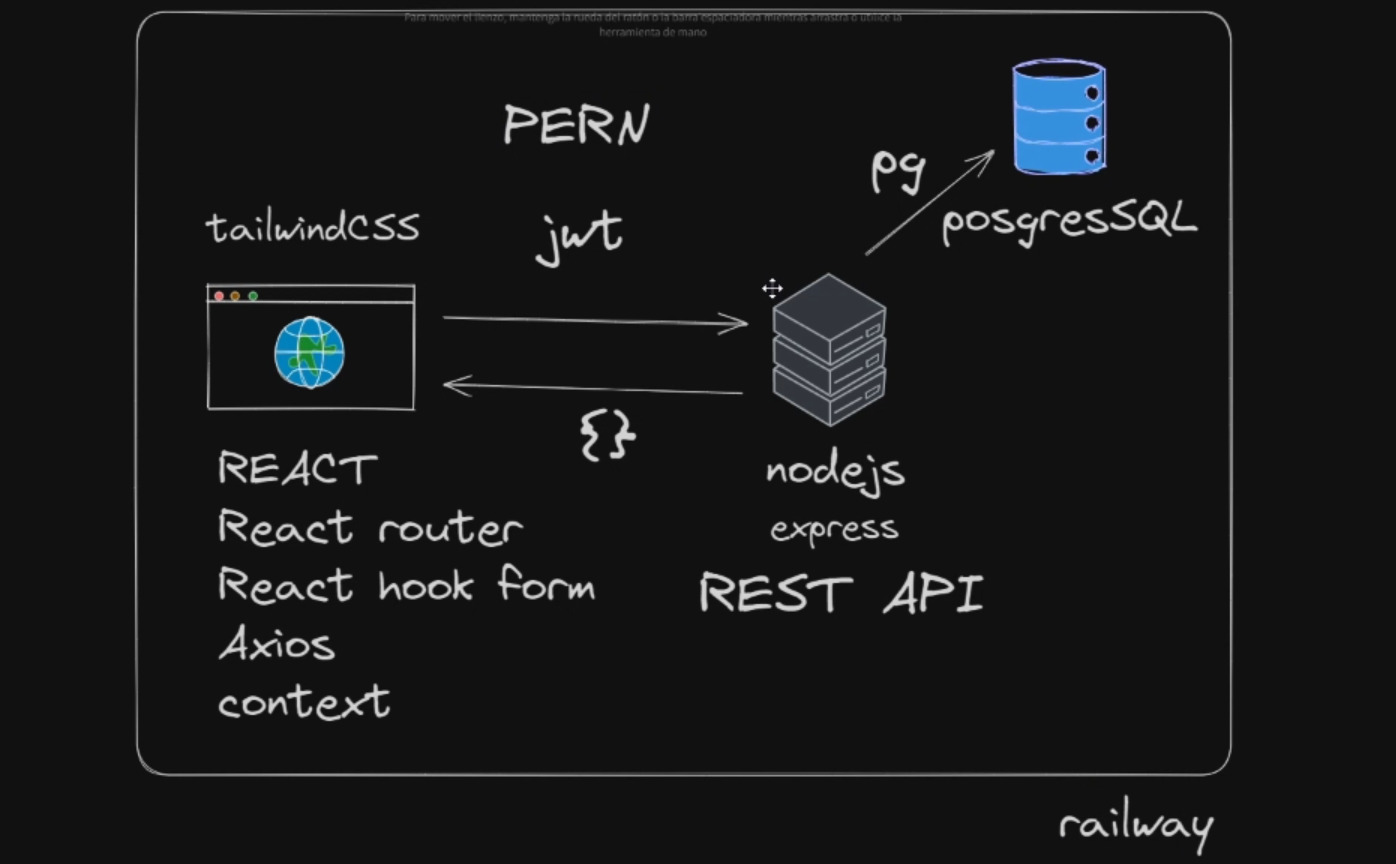 Para mover el lienzo, mantenga la rueda del ratón o la barra espaciadora mientras arrastra o utilice la
herramienta de mano
PERN
pg
posgresSQL
tailwindCSS
jwt
{}
REACT
React router
React hook form
Axios
context
nodejs
express
REST API
railway